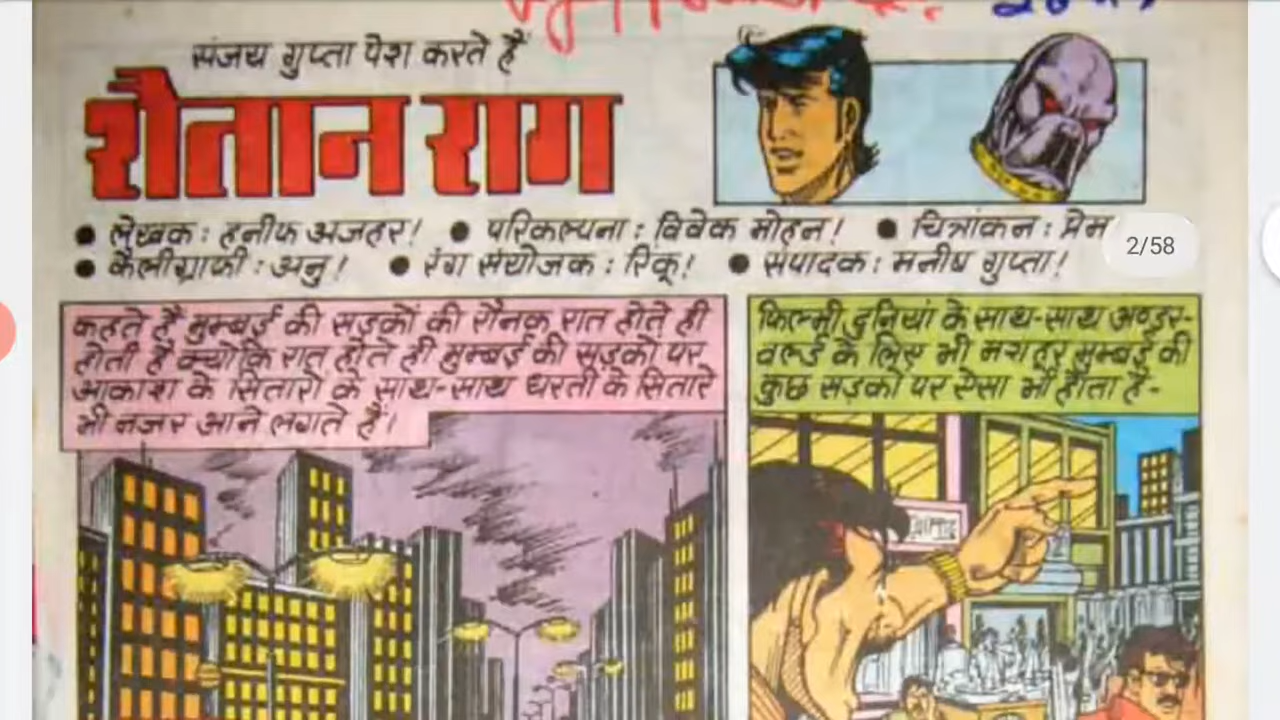 संजय गुप्ता पेश करते हैं
शैतान राग
● लेखक : हनीफ अजहर! ● परिकल्पना : विवेक मोहन! ● चित्रांकन : प्रेम
● कैलीग्राफी : अनु! ● रंग संयोजक : रिंकू! ● संपादक : मनीष गुप्ता!
2/58
कहते हैं मुम्बई की सड़कों की रौनक रात होते ही
होती है क्योंकि रात होते ही मुम्बई की सड़कों पर
आकाश के सितारों के साथ-साथ धरती के सितारे
भी नजर आने लगते हैं।
फिल्मी दुनियां के साथ-साथ अण्डर-
वर्ल्ड के लिए भी मशहूर मुम्बई की
कुछ सड़कों पर ऐसा भी होता है-